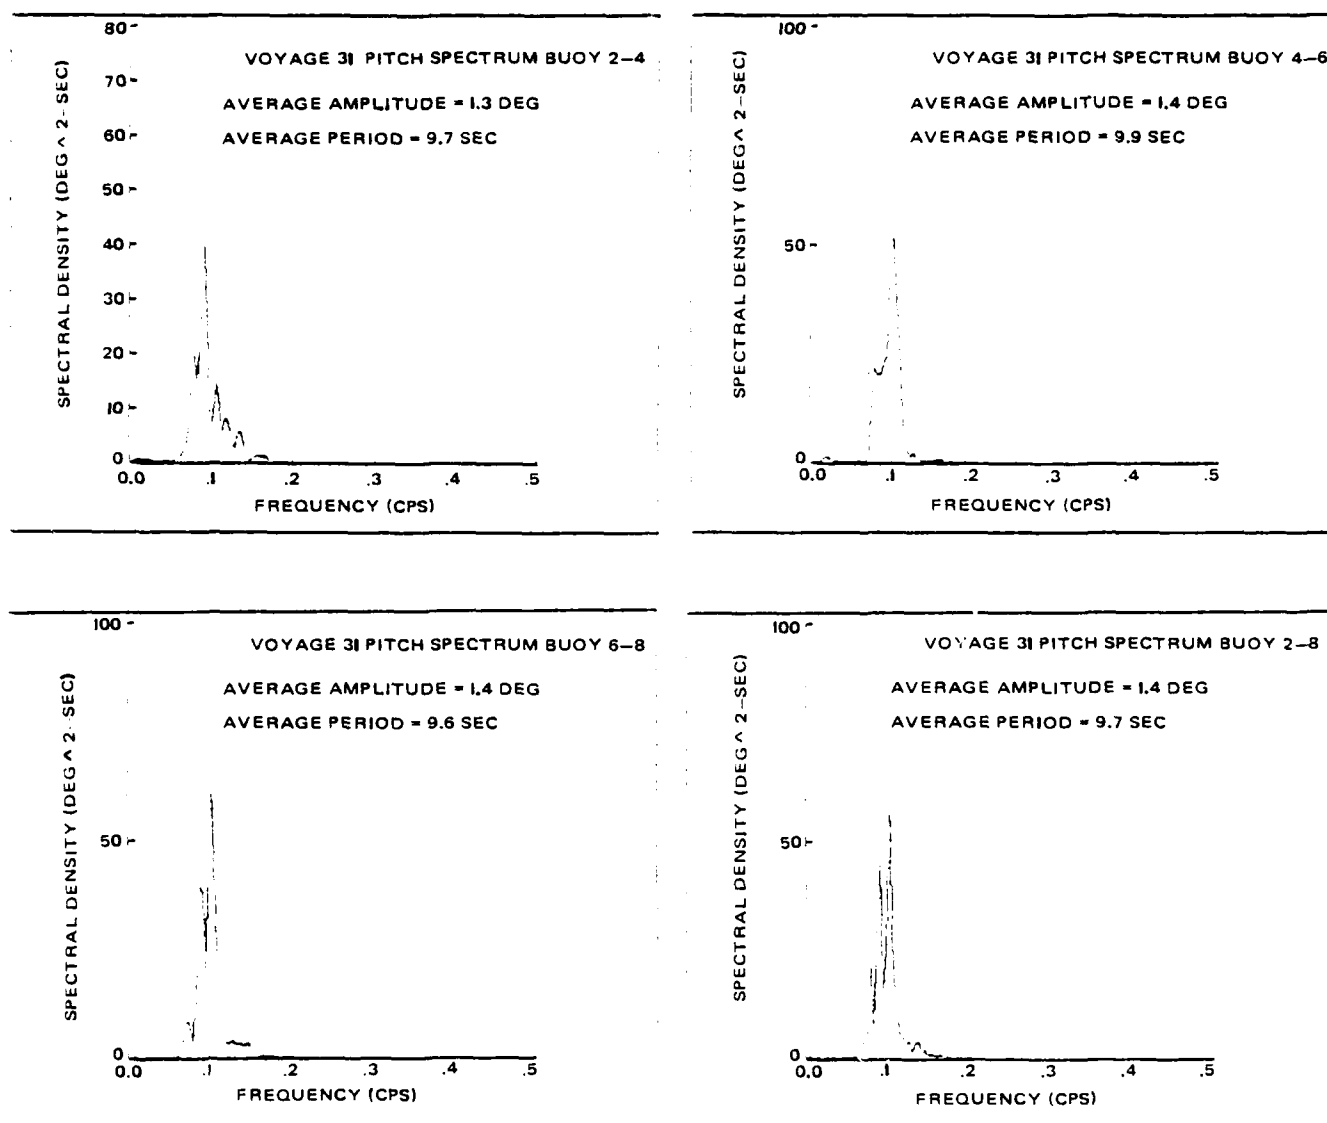 VOYAGE 31 PITCH SPECTRUM BUOY 2-4
AVERAGE AMPLITUDE = 1.3 DEG
AVERAGE PERIOD = 9.7 SEC
SPECTRAL DENSITY (DEG ^ 2-SEC)
80
70
60
50
40
30
20
10
0
0.0 .1 .2 .3 .4 .5
FREQUENCY (CPS)
VOYAGE 31 PITCH SPECTRUM BUOY 4-6
AVERAGE AMPLITUDE = 1.4 DEG
AVERAGE PERIOD = 9.9 SEC
SPECTRAL DENSITY (DEG ^ 2-SEC)
100
50
0
0.0 .1 .2 .3 .4 .5
FREQUENCY (CPS)
VOYAGE 31 PITCH SPECTRUM BUOY 6-8
AVERAGE AMPLITUDE = 1.4 DEG
AVERAGE PERIOD = 9.6 SEC
SPECTRAL DENSITY (DEG ^ 2-SEC)
100
50
0
0.0 .1 .2 .3 .4 .5
FREQUENCY (CPS)
VOYAGE 31 PITCH SPECTRUM BUOY 2-8
AVERAGE AMPLITUDE = 1.4 DEG
AVERAGE PERIOD = 9.7 SEC
SPECTRAL DENSITY (DEG ^ 2-SEC)
100
50
0
0.0 .1 .2 .3 .4 .5
FREQUENCY (CPS)